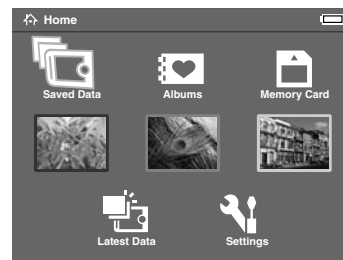 Home
Saved Data
Albums
Memory Card
Latest Data
Settings